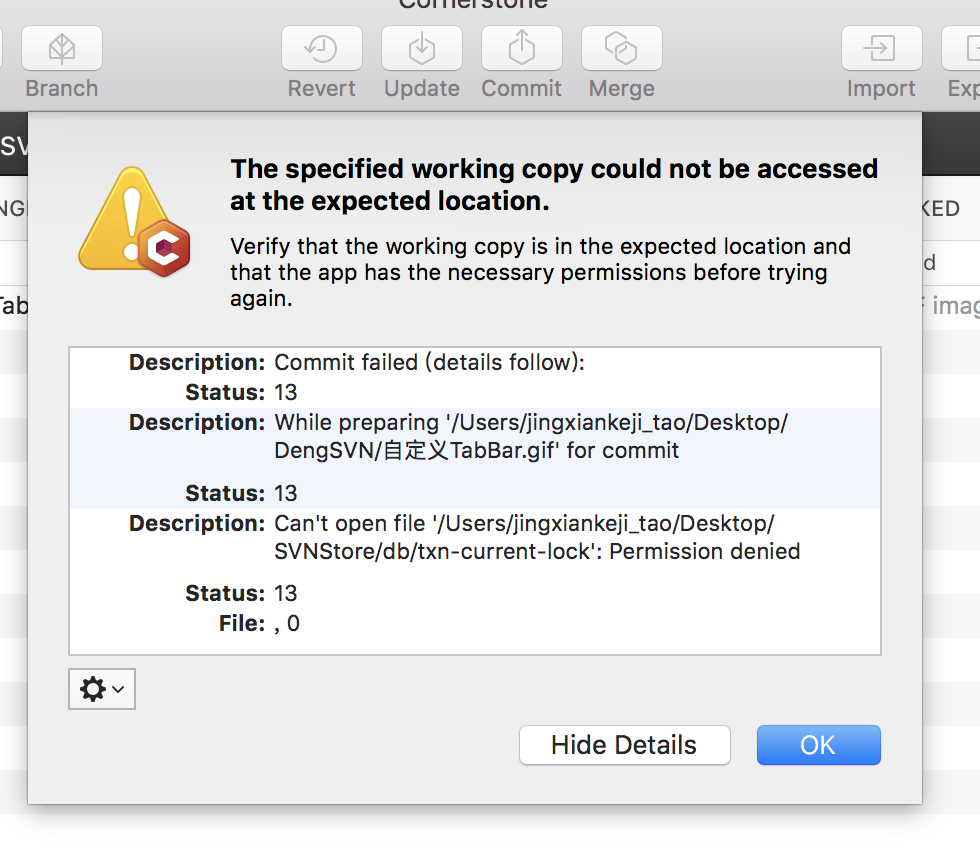 Cornerstone
Branch Revert Update Commit Merge Import Exp
SV
The specified working copy could not be accessed
at the expected location.
NG
KED
Verify that the working copy is in the expected location and
that the app has the necessary permissions before trying
again.
d
Tab
F imag
Description: Commit failed (details follow):
Status: 13
Description: While preparing '/Users/jingxiankeji_tao/Desktop/
DengSVN/自定义TabBar.gif' for commit
Status: 13
Description: Can't open file '/Users/jingxiankeji_tao/Desktop/
SVNStore/db/txn-current-lock': Permission denied
Status: 13
File: , 0
Hide Details OK